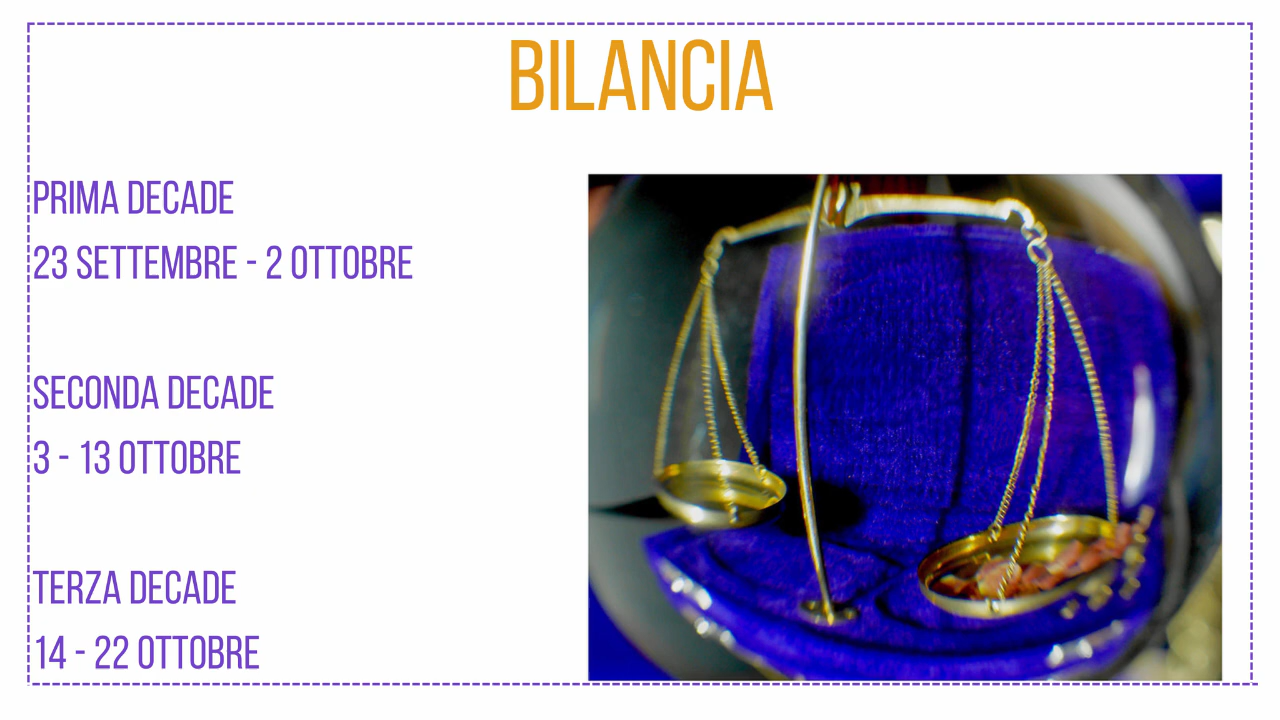 BILANCIA
PRIMA DECADE
23 SETTEMBRE - 2 OTTOBRE
SECONDA DECADE
3 - 13 OTTOBRE
TERZA DECADE
14 - 22 OTTOBRE